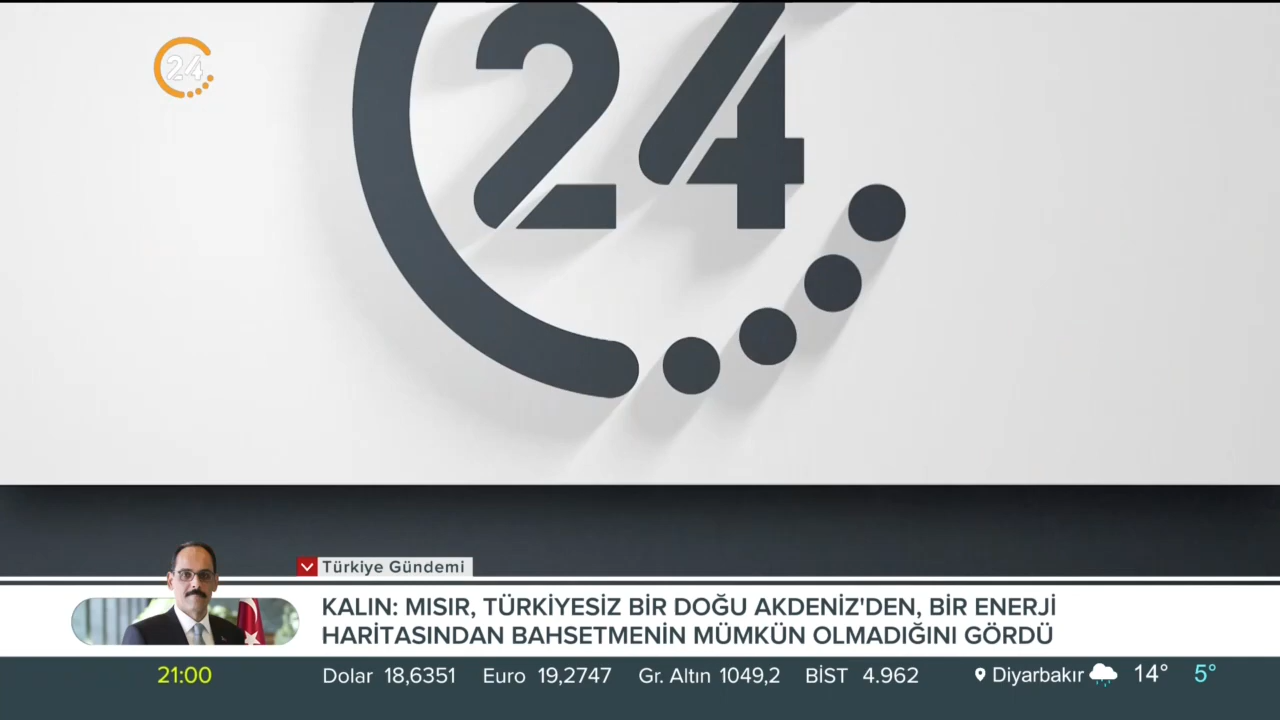 24
24
Türkiye Gündemi
KALIN: MISIR, TÜRKİYESİZ BİR DOĞU AKDENİZ'DEN, BİR ENERJİ
HARİTASINDAN BAHSETMENİN MÜMKÜN OLMADIĞINI GÖRDÜ
21:00 Dolar 18,6351 Euro 19,2747 Gr. Altın 1049,2 BİST 4.962 Diyarbakır 14° 5°